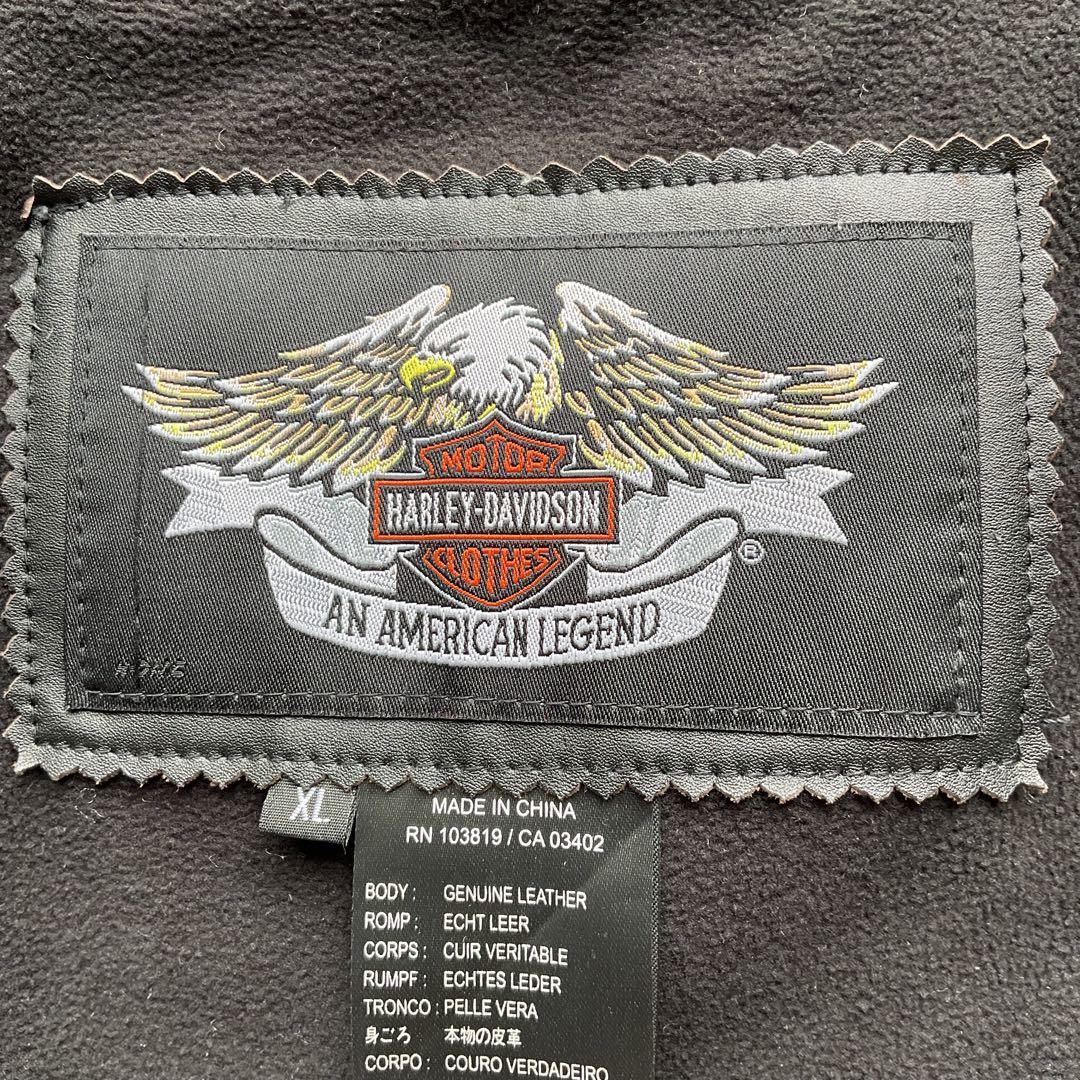 MOTOR
HARLEY-DAVIDSON
CLOTHES
®
AN AMERICAN LEGEND
XL
MADE IN CHINA
RN 103819 / CA 03402
BODY : GENUINE LEATHER
ROMP : ECHT LEER
CORPS : CÚIR VERITABLE
RUMPF : ECHTES LEDER
TRONCO : PELLE VERA
身ごろ 本物の皮革
CORPO : COURO VERDADEIRO